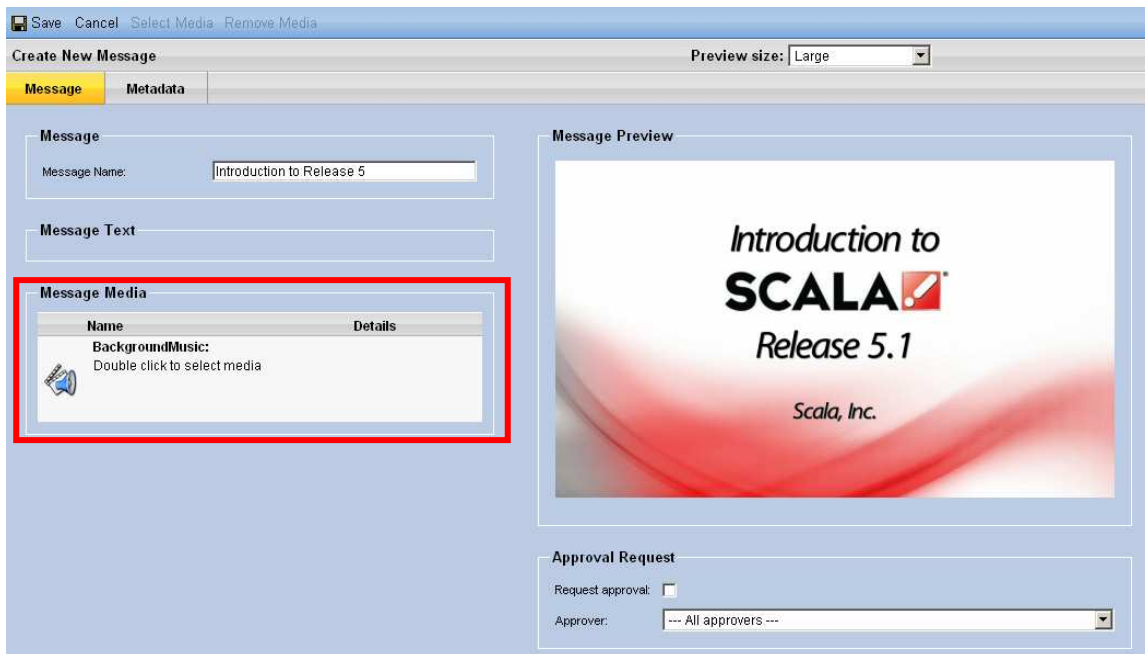 Save Cancel Select Media Remove Media
Create New Message
Preview size: Large
Message Metadata
Message
Message Name: Introduction to Release 5
Message Text
Message Media
Name Details
BackgroundMusic:
Double click to select media
Message Preview
Introduction to
SCALA
Release 5.1
Scala, Inc.
Approval Request
Request approval:
Approver: --- All approvers ---